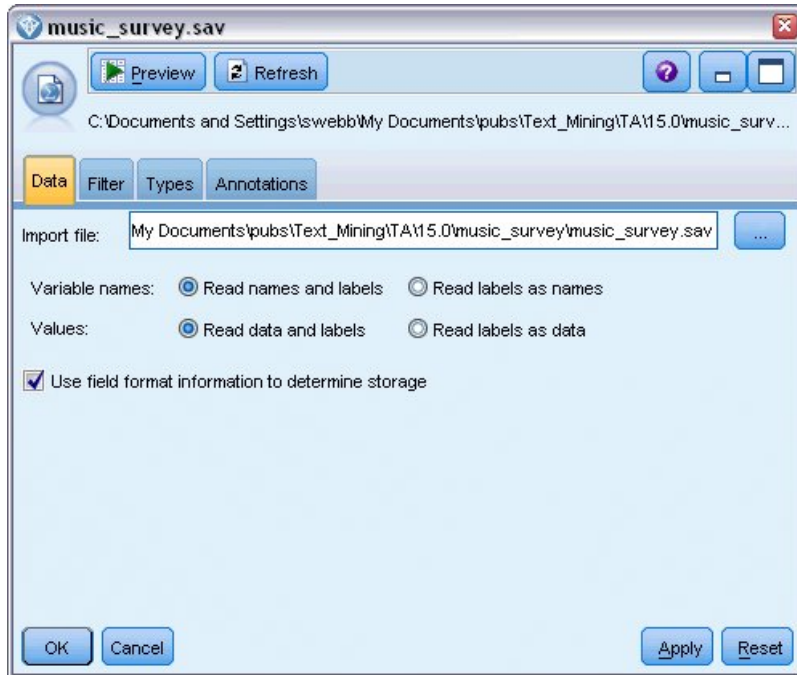 music_survey.sav
Preview Refresh ?
C:\Documents and Settings\swebb\My Documents\pubs\Text_Mining\TA\15.0\music_surv...
Data Filter Types Annotations
Import file: My Documents\pubs\Text_Mining\TA\15.0\music_survey\music_survey.sav ...
Variable names: Read names and labels Read labels as names
Values: Read data and labels Read labels as data
Use field format information to determine storage
OK Cancel Apply Reset